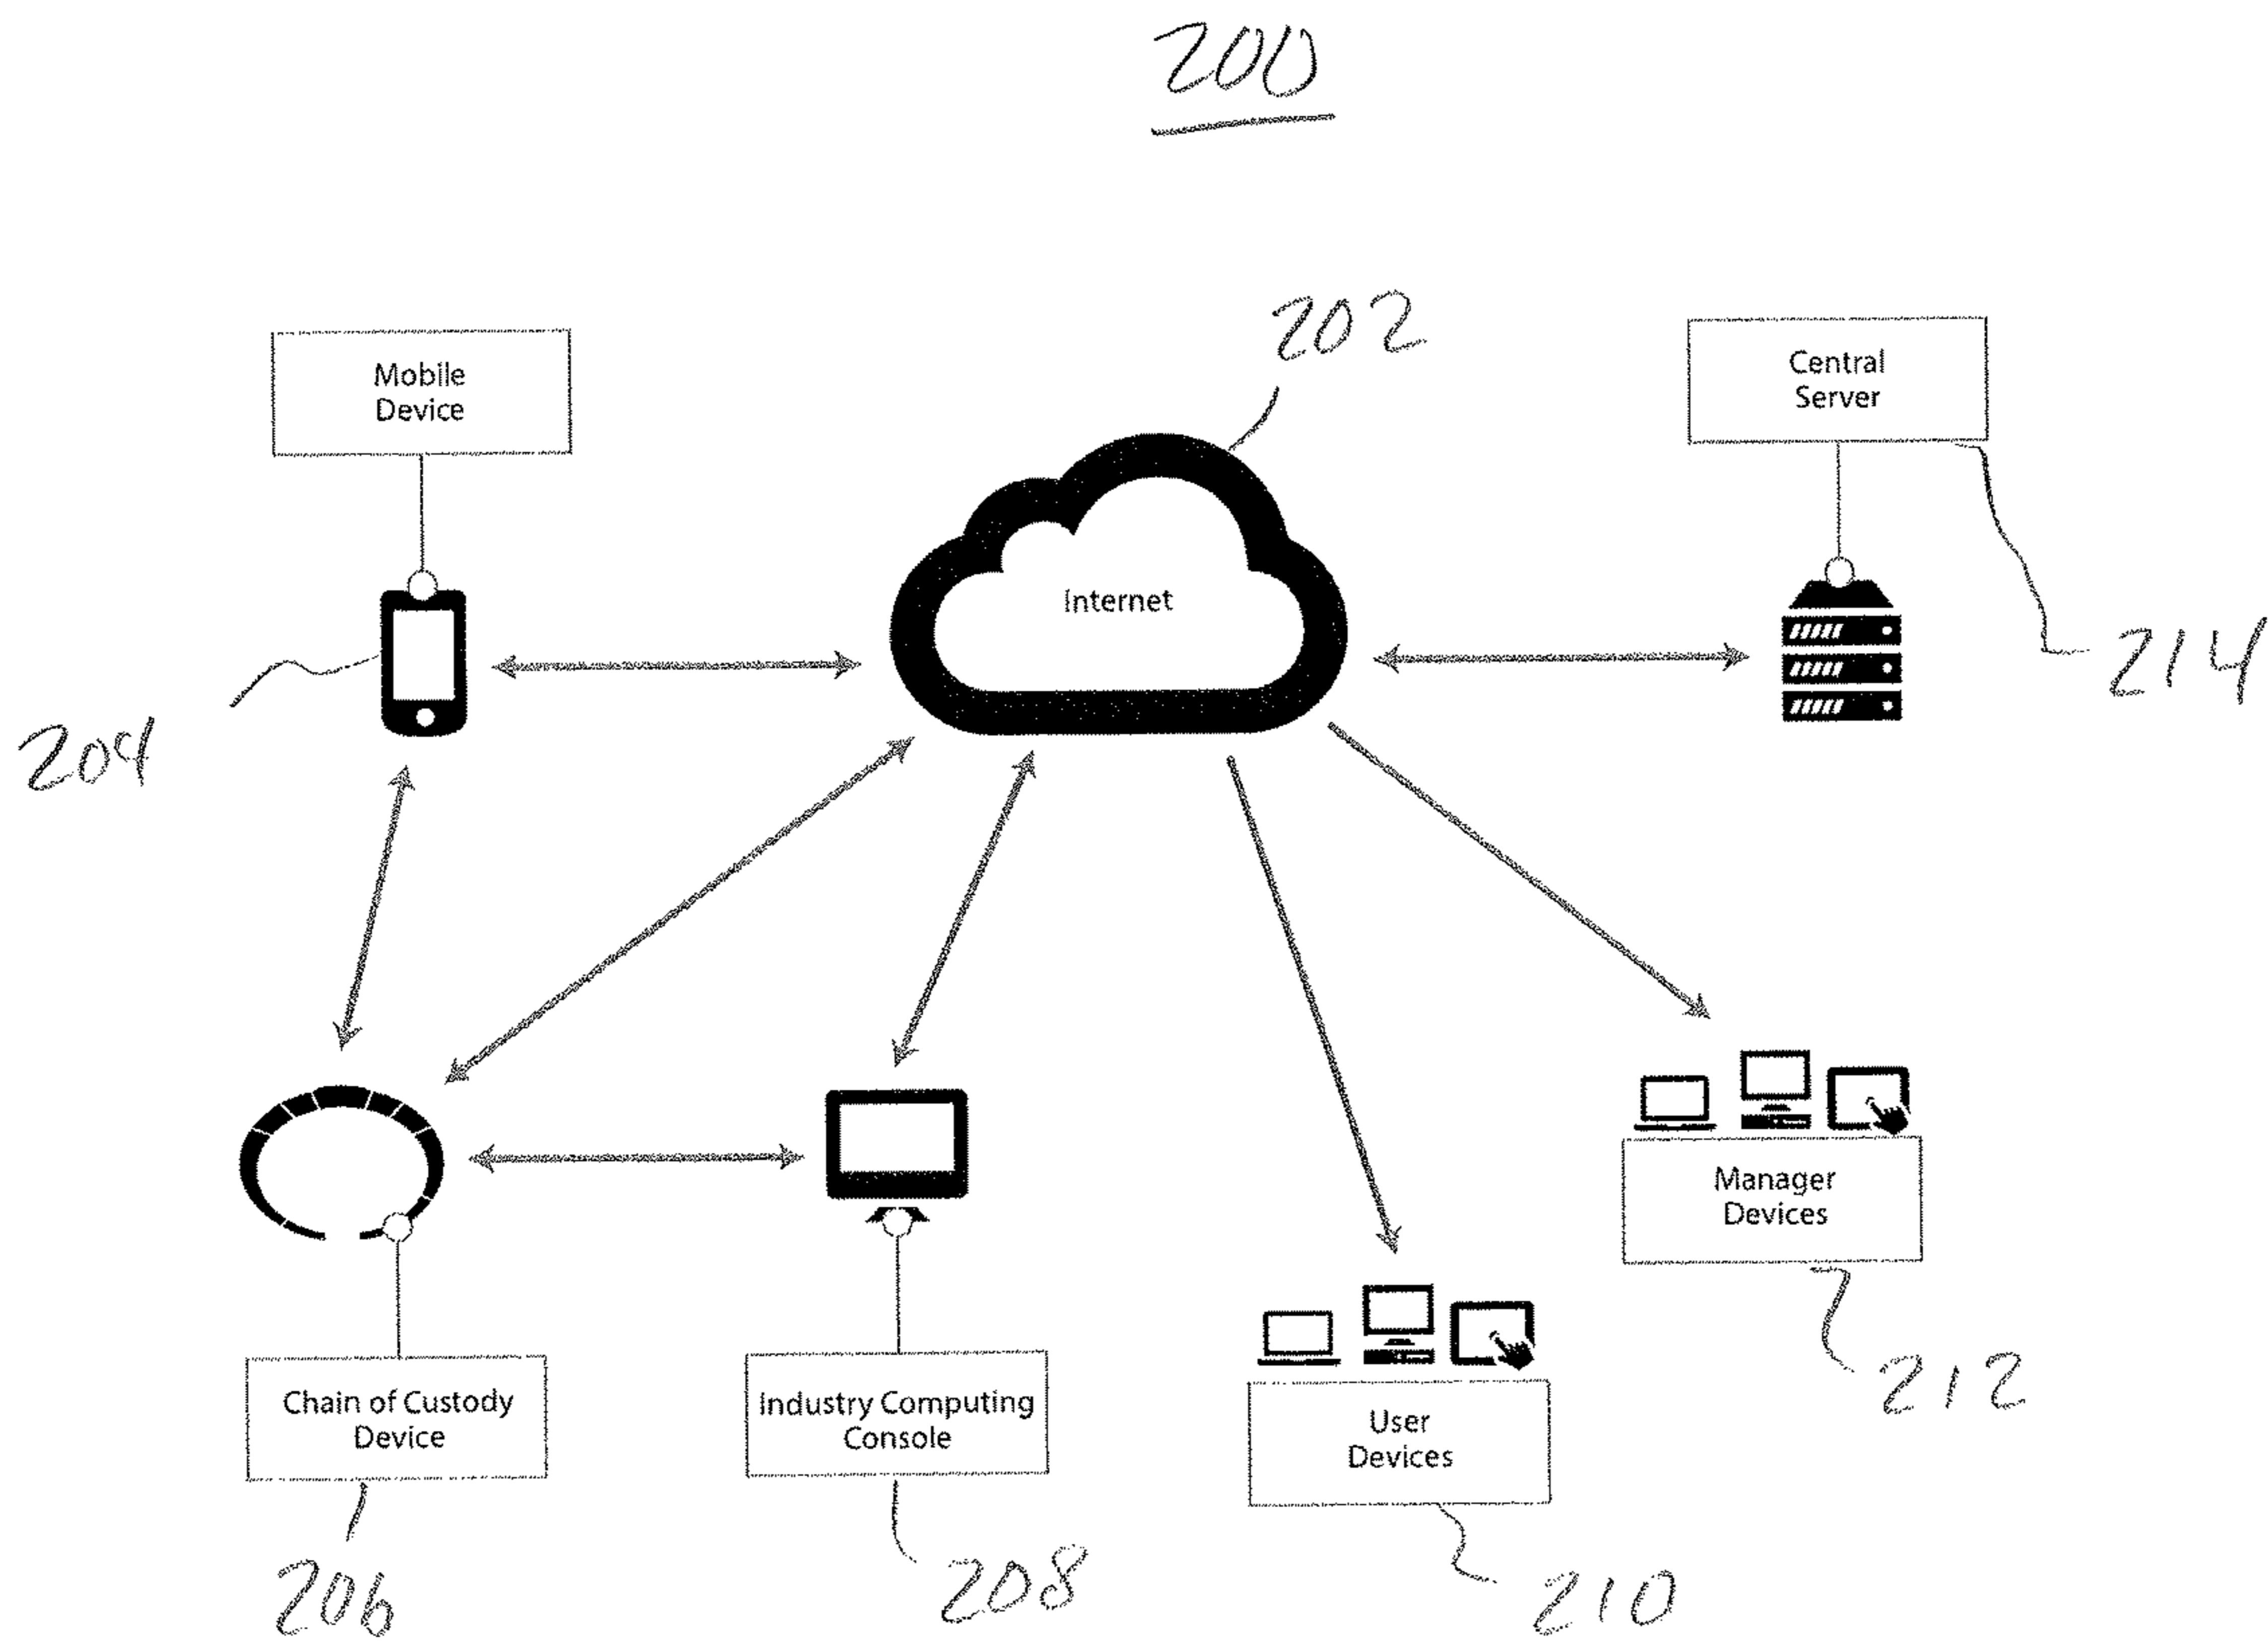 200
202
Mobile
Device
Central
Server
Internet
214
204
Manager
Devices
212
Chain of Custody
Device
Industry Computing
Console
User
Devices
206
208
210